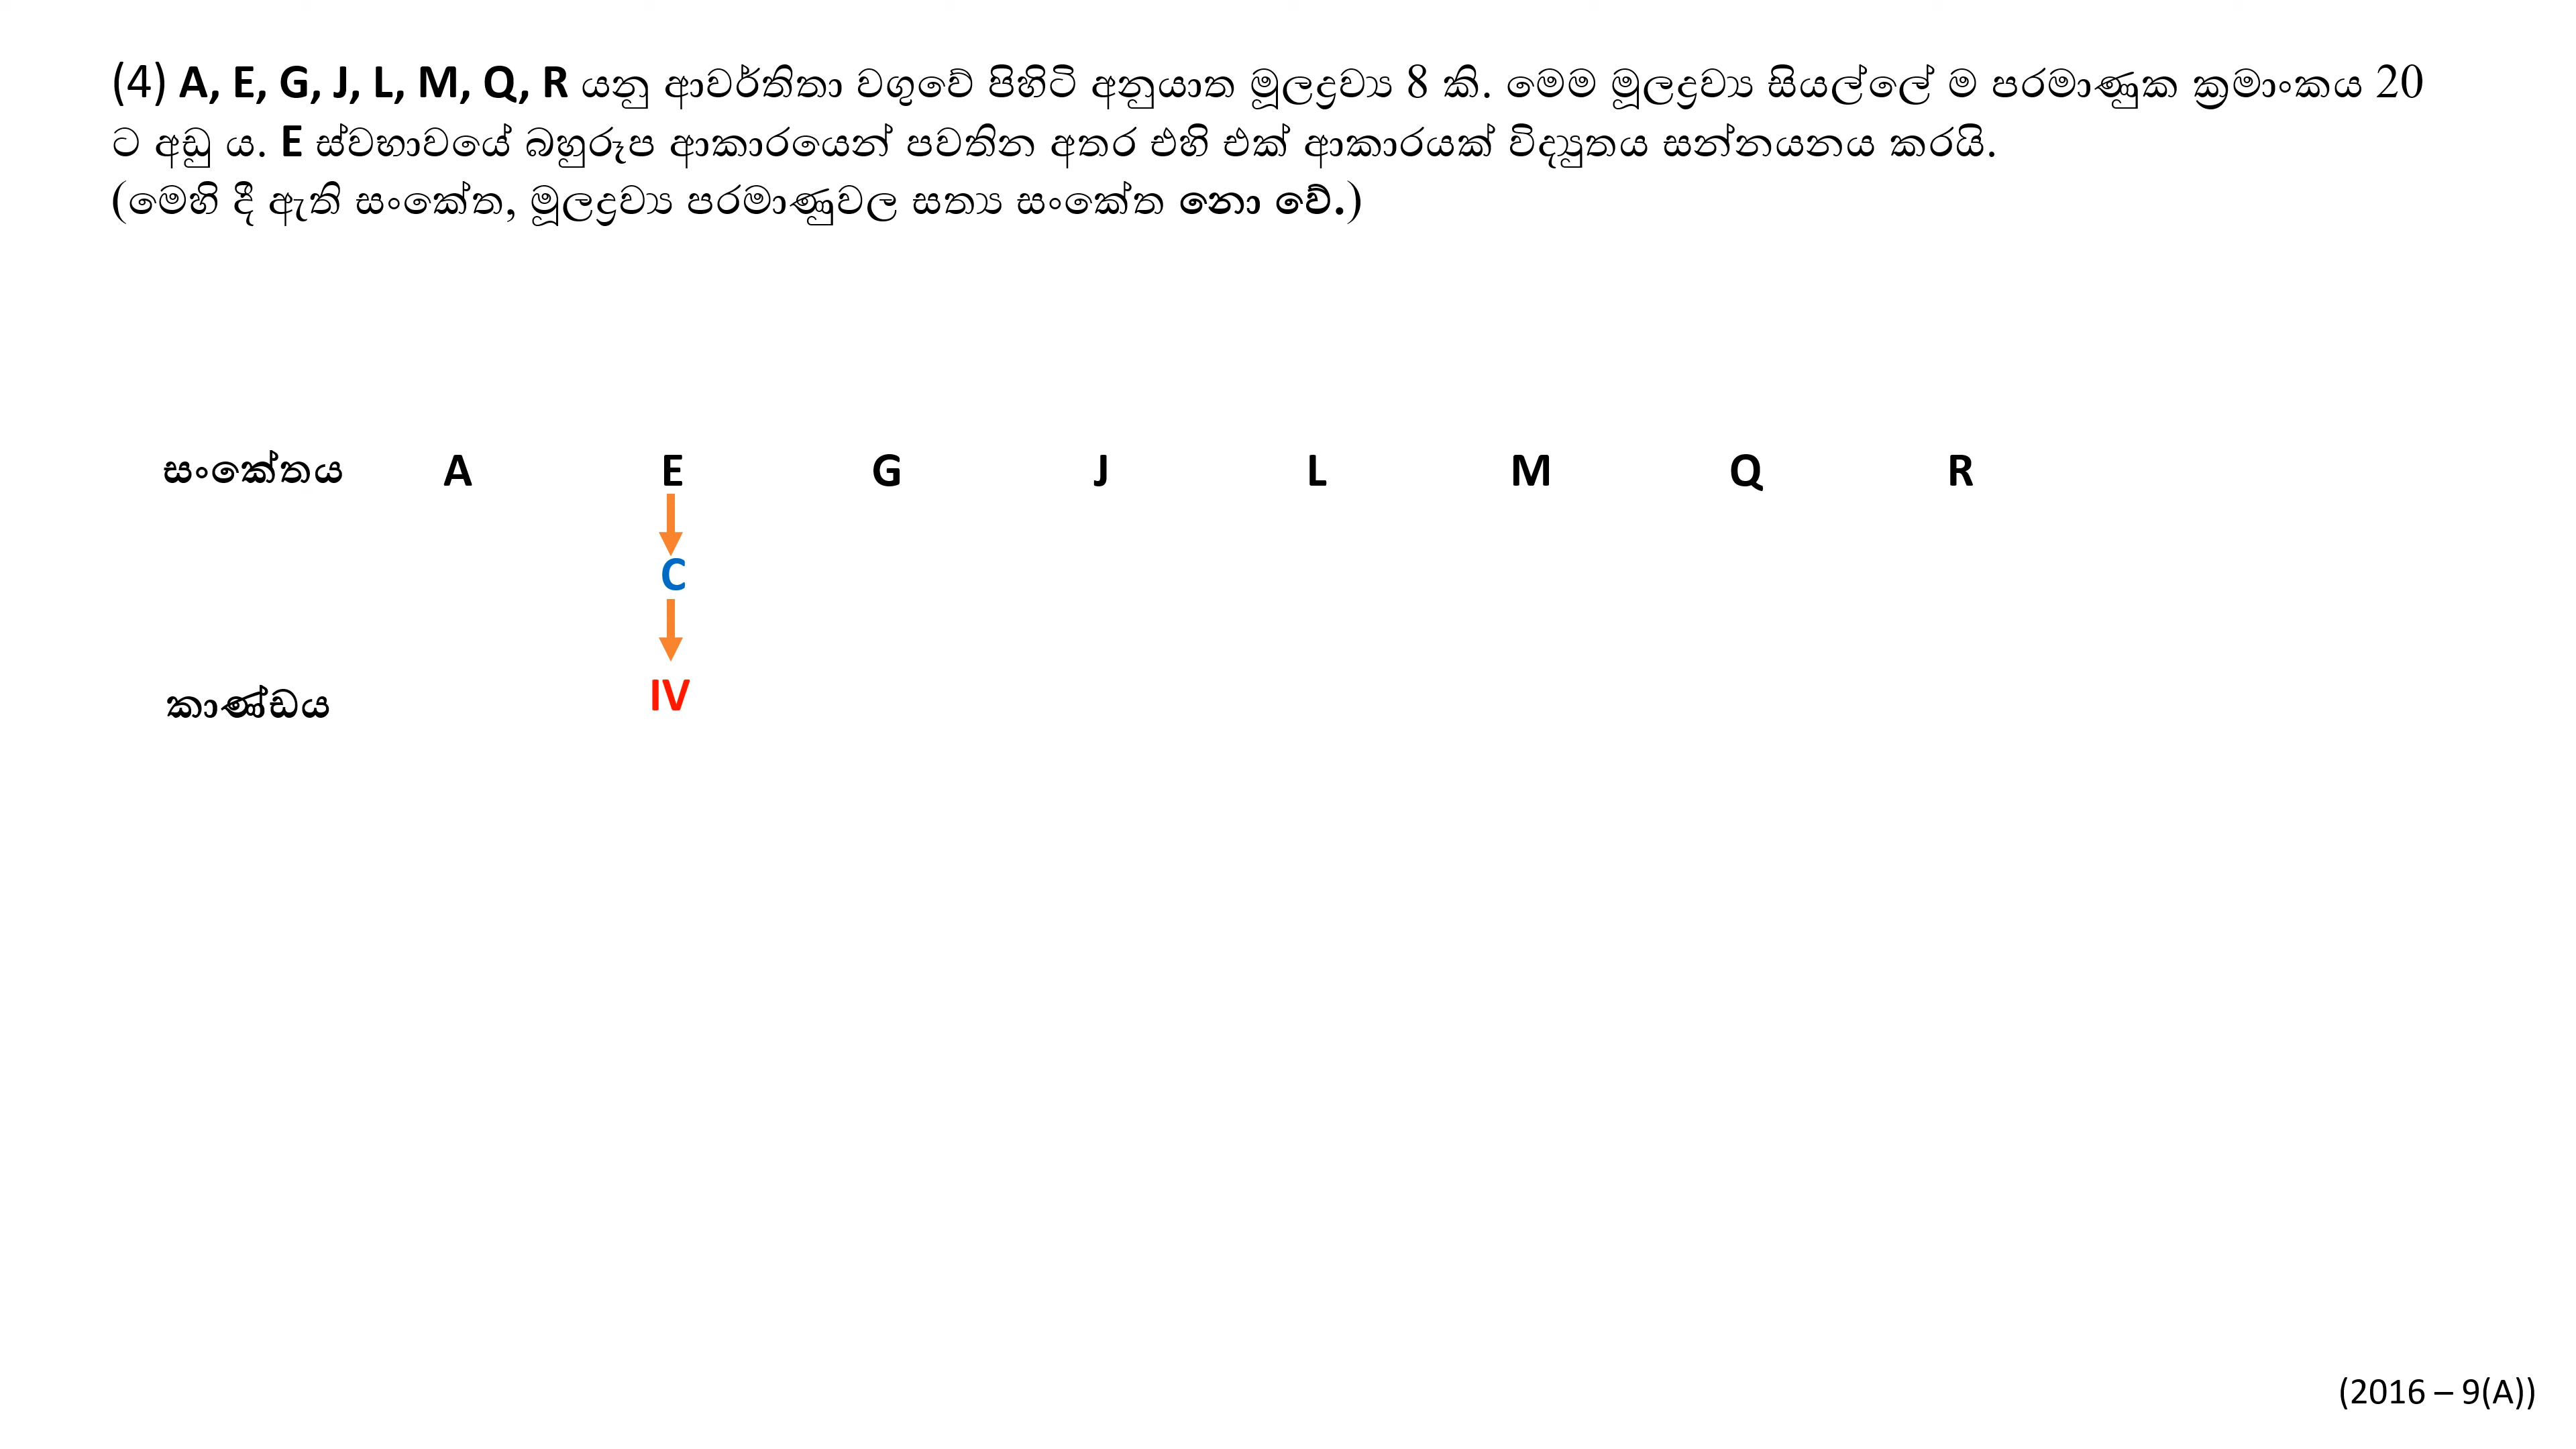 (4) A, E, G, J, L, M, Q, R යනු ආවර්තිතා වගුවේ පිහිටි අනුයාත මූලද්‍රව්‍ය 8 කි. මෙම මූලද්‍රව්‍ය සියල්ලේ ම පරමාණුක ක්‍රමාංකය 20
ට අඩු ය. E ස්වභාවයේ බහුරූප ආකාරයෙන් පවතින අතර එහි එක් ආකාරයක් විද්‍යුතය සන්නයනය කරයි.
(මෙහි දී ඇති සංකේත, මූලද්‍රව්‍ය පරමාණුවල සත්‍ය සංකේත නො වේ.)
සංකේතය A E G J L M Q R
C
කාණ්ඩය IV
(2016 – 9(A))